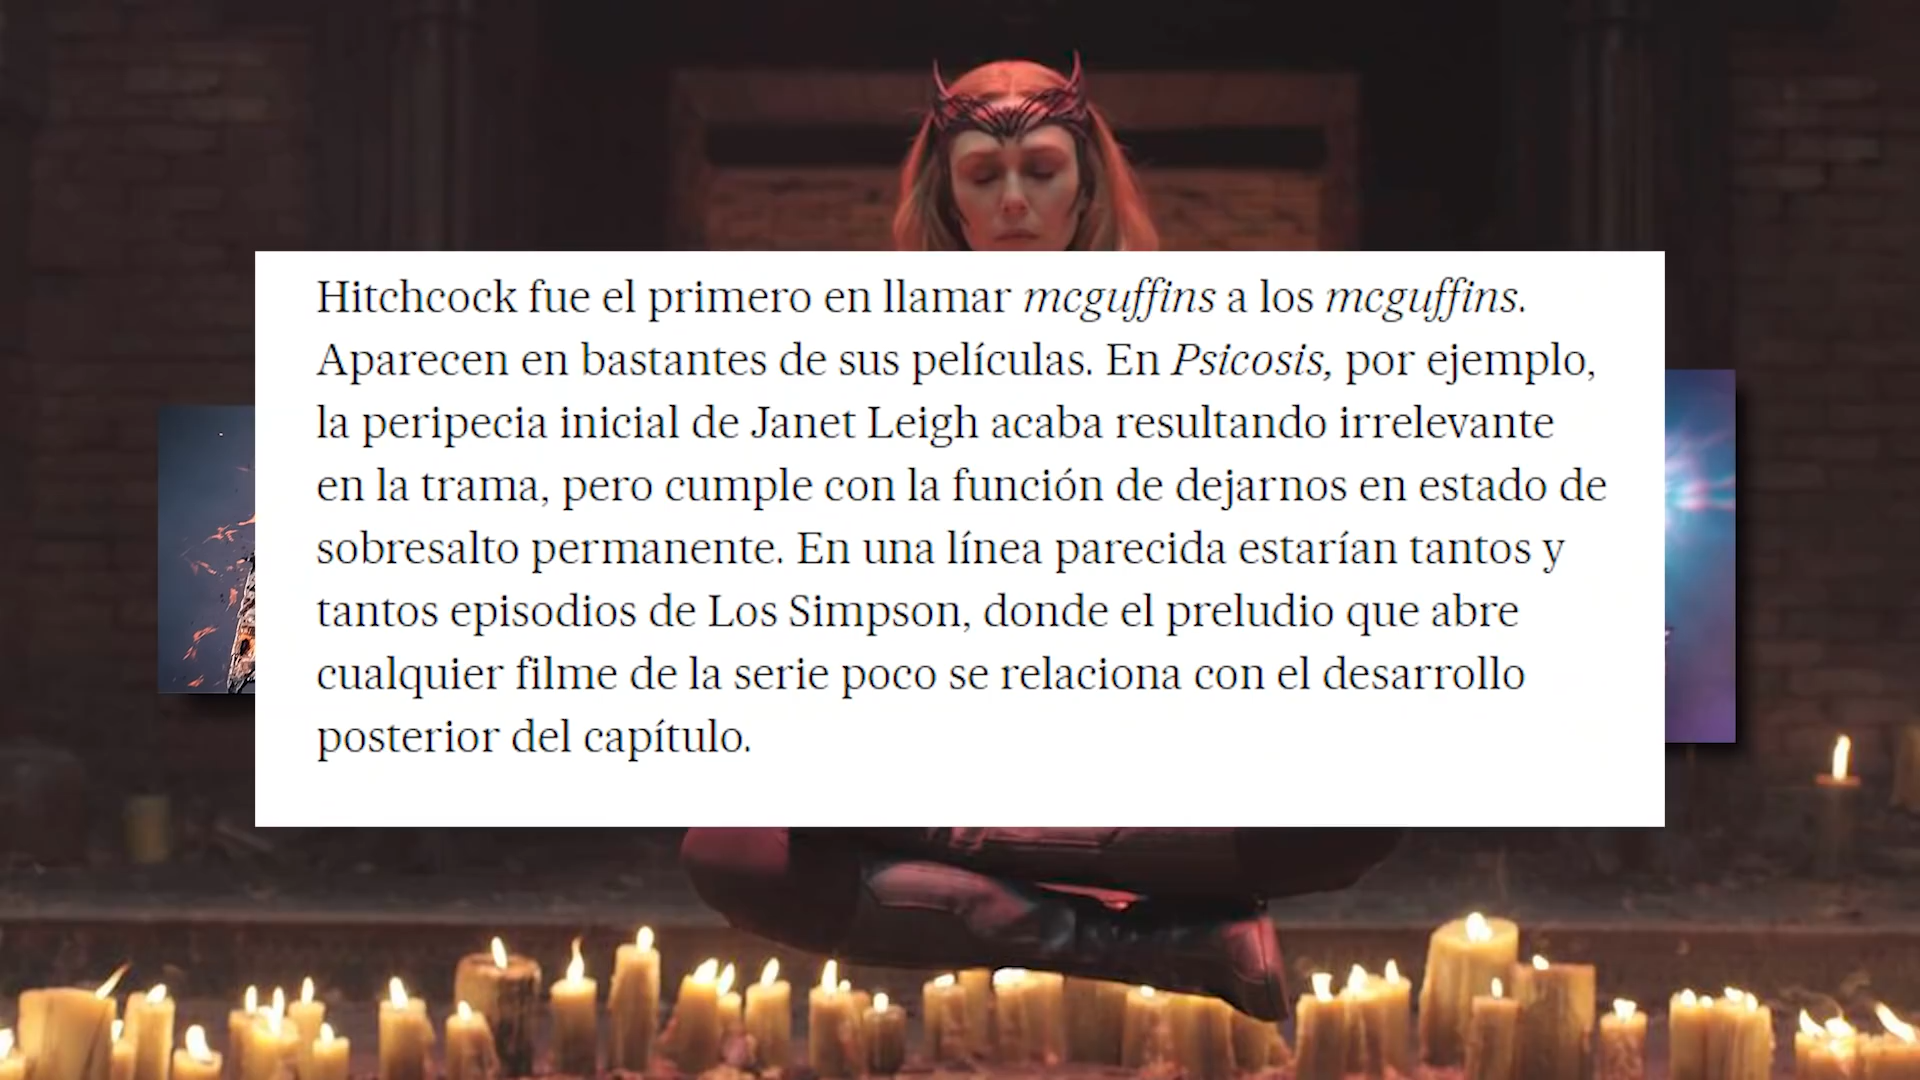 Hitchcock fue el primero en llamar mcguffins a los mcguffins.
Aparecen en bastantes de sus películas. En Psicosis, por ejemplo,
la peripecia inicial de Janet Leigh acaba resultando irrelevante
en la trama, pero cumple con la función de dejarnos en estado de
sobresalto permanente. En una línea parecida estarían tantos y
tantos episodios de Los Simpson, donde el preludio que abre
cualquier filme de la serie poco se relaciona con el desarrollo
posterior del capítulo.